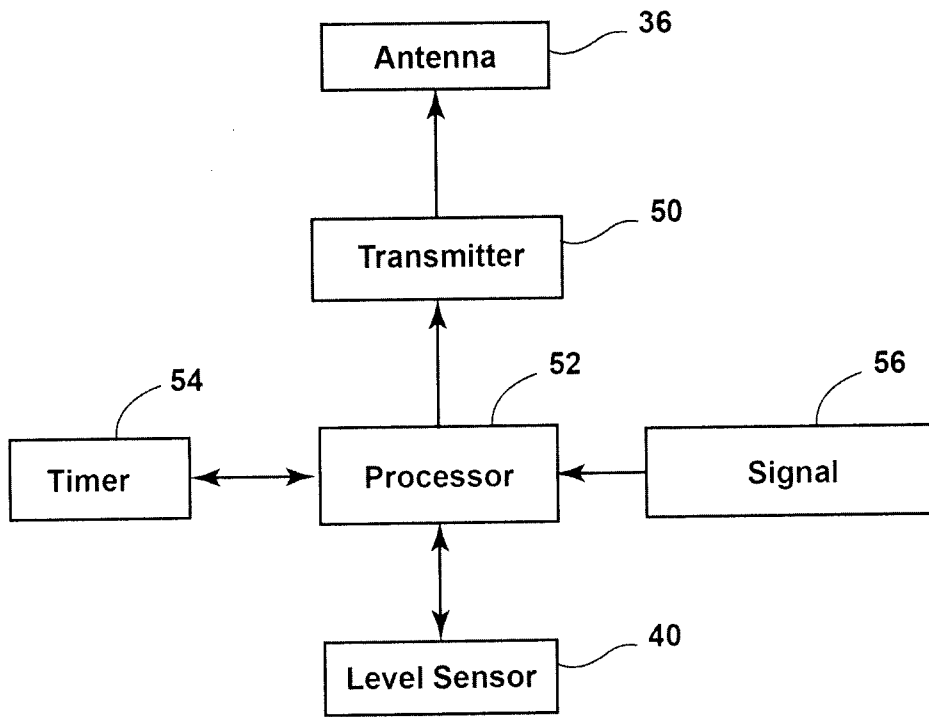 36
Antenna
50
Transmitter
54
52
56
Timer
Processor
Signal
40
Level Sensor